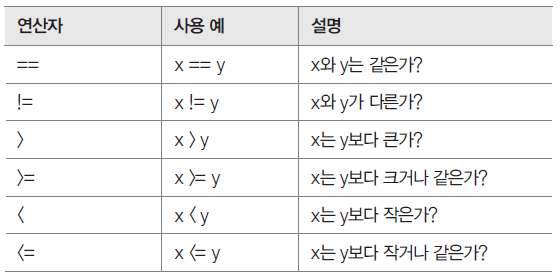 연산자 사용 예 설명
== x == y x와 y는 같은가?
!= x != y x와 y가 다른가?
> x > y x는 y보다 큰가?
>= x >= y x는 y보다 크거나 같은가?
< x < y x는 y보다 작은가?
<= x <= y x는 y보다 작거나 같은가?